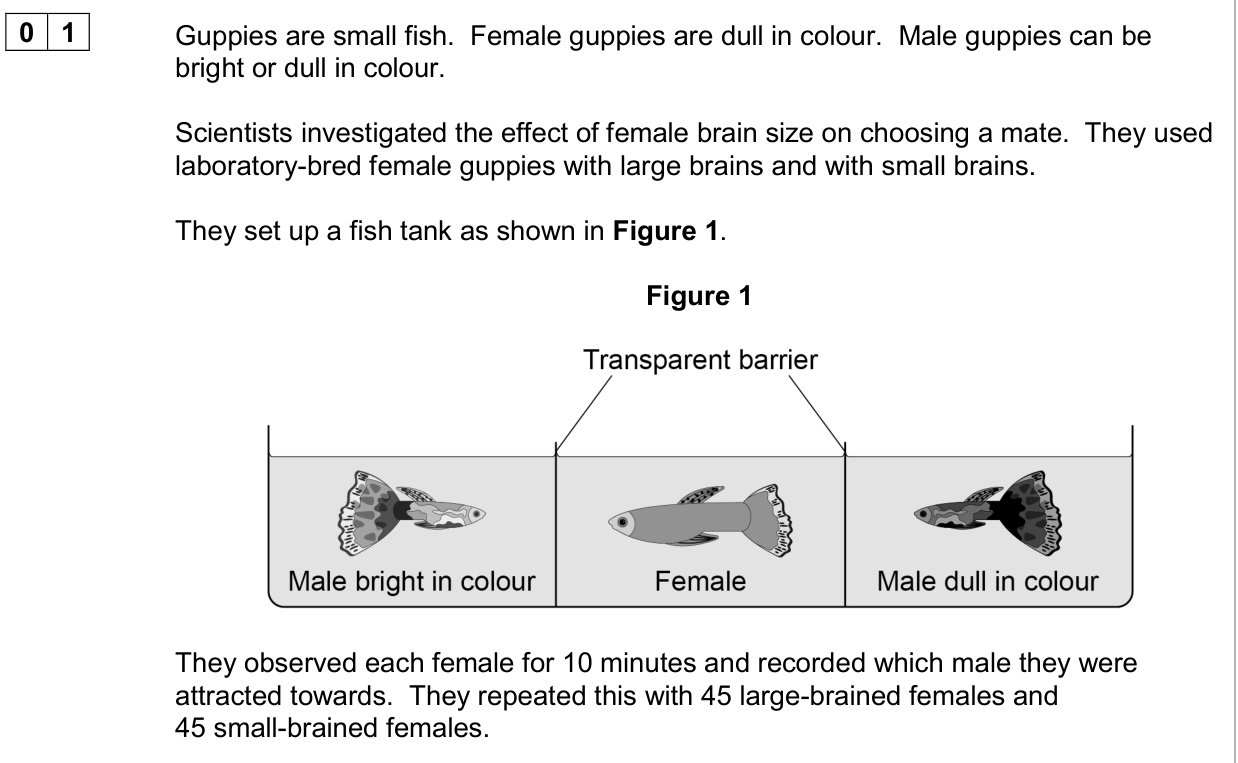 0 1
Guppies are small fish.  Female guppies are dull in colour.  Male guppies can be
bright or dull in colour.
Scientists investigated the effect of female brain size on choosing a mate.  They used
laboratory-bred female guppies with large brains and with small brains.
They set up a fish tank as shown in Figure 1.
Figure 1
Transparent barrier
Male bright in colour
Female
Male dull in colour
They observed each female for 10 minutes and recorded which male they were
attracted towards.  They repeated this with 45 large-brained females and
45 small-brained females.